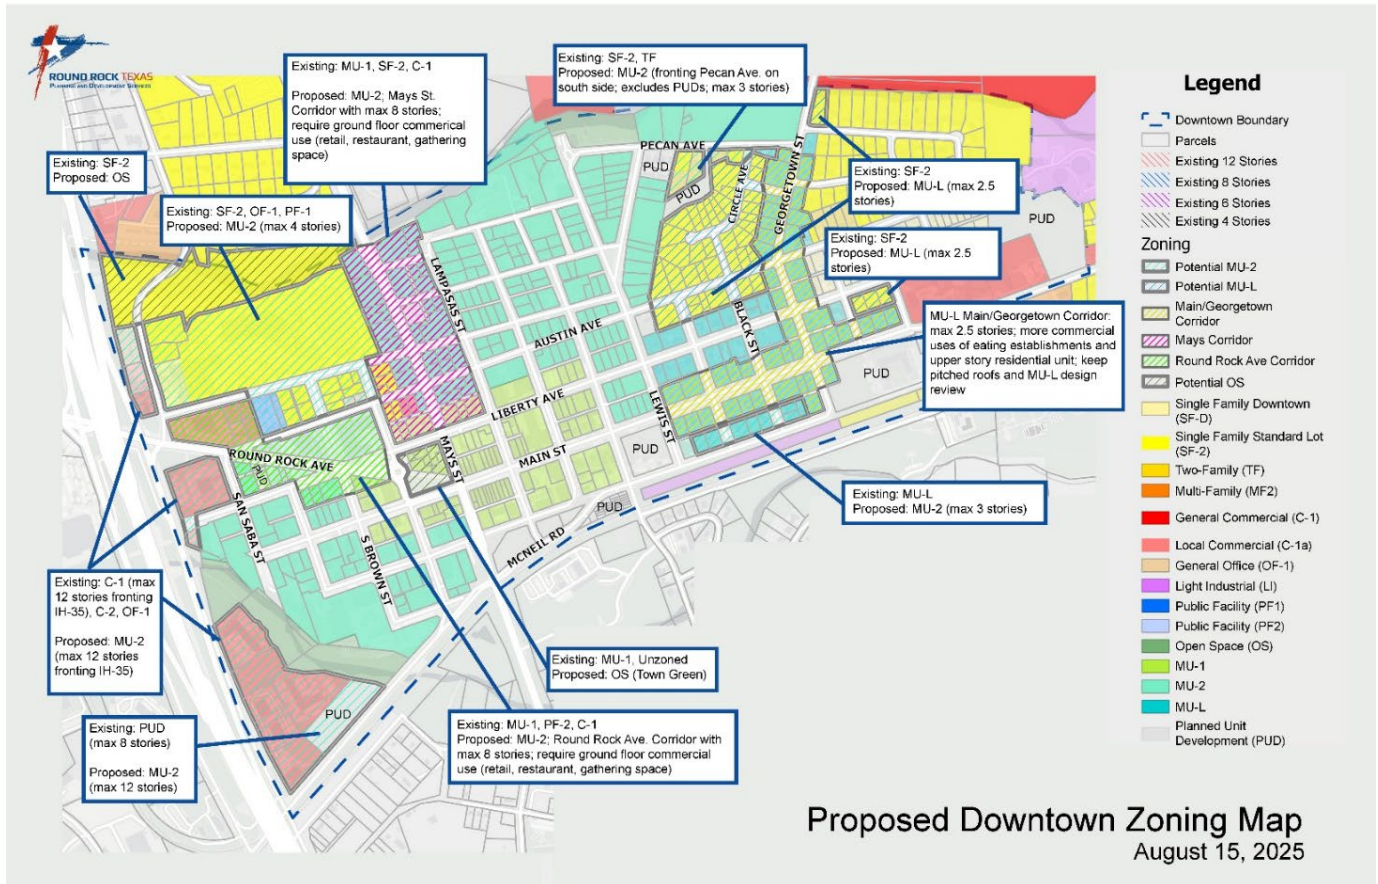 ROUND ROCK TEXAS
PLANNING AND DEVELOPMENT SERVICES
Existing: MU-1, SF-2, C-1
Proposed: MU-2; Mays St.
Corridor with max 8 stories;
require ground floor commerical
use (retail, restaurant, gathering
space)
Existing: SF-2, TF
Proposed: MU-2 (fronting Pecan Ave. on
south side; excludes PUDs; max 3 stories)
Existing: SF-2
Proposed: OS
Existing: SF-2, OF-1, PF-1
Proposed: MU-2 (max 4 stories)
Existing: SF-2
Proposed: MU-L (max 2.5
stories)
Existing: SF-2
Proposed: MU-L (max 2.5
stories)
MU-L Main/Georgetown Corridor:
max 2.5 stories; more commercial
uses of eating establishments and
upper story residential unit; keep
pitched roofs and MU-L design
review
Existing: MU-L
Proposed: MU-2 (max 3 stories)
Existing: C-1 (max
12 stories fronting
IH-35), C-2, OF-1
Proposed: MU-2
(max 12 stories
fronting IH-35)
Existing: PUD
(max 8 stories)
Proposed: MU-2
(max 12 stories)
Existing: MU-1, Unzoned
Proposed: OS (Town Green)
Existing: MU-1, PF-2, C-1
Proposed: MU-2; Round Rock Ave. Corridor with
max 8 stories; require ground floor commercial
use (retail, restaurant, gathering space)
PECAN AVE
PUD
PUD
CIRCLE AVE
GEORGETOWN ST
PUD
LAMPASAS ST
AUSTIN AVE
BLACK ST
LIBERTY AVE
LEWIS ST
PUD
MAYS ST
MAIN ST
PUD
ROUND ROCK AVE
PUD
SAN SABA ST
S BROWN ST
MCNEIL RD
PUD
PUD
Legend
Downtown Boundary
Parcels
Existing 12 Stories
Existing 8 Stories
Existing 6 Stories
Existing 4 Stories
Zoning
Potential MU-2
Potential MU-L
Main/Georgetown
Corridor
Mays Corridor
Round Rock Ave Corridor
Potential OS
Single Family Downtown
(SF-D)
Single Family Standard Lot
(SF-2)
Two-Family (TF)
Multi-Family (MF2)
General Commercial (C-1)
Local Commercial (C-1a)
General Office (OF-1)
Light Industrial (LI)
Public Facility (PF1)
Public Facility (PF2)
Open Space (OS)
MU-1
MU-2
MU-L
Planned Unit
Development (PUD)
Proposed Downtown Zoning Map
August 15, 2025